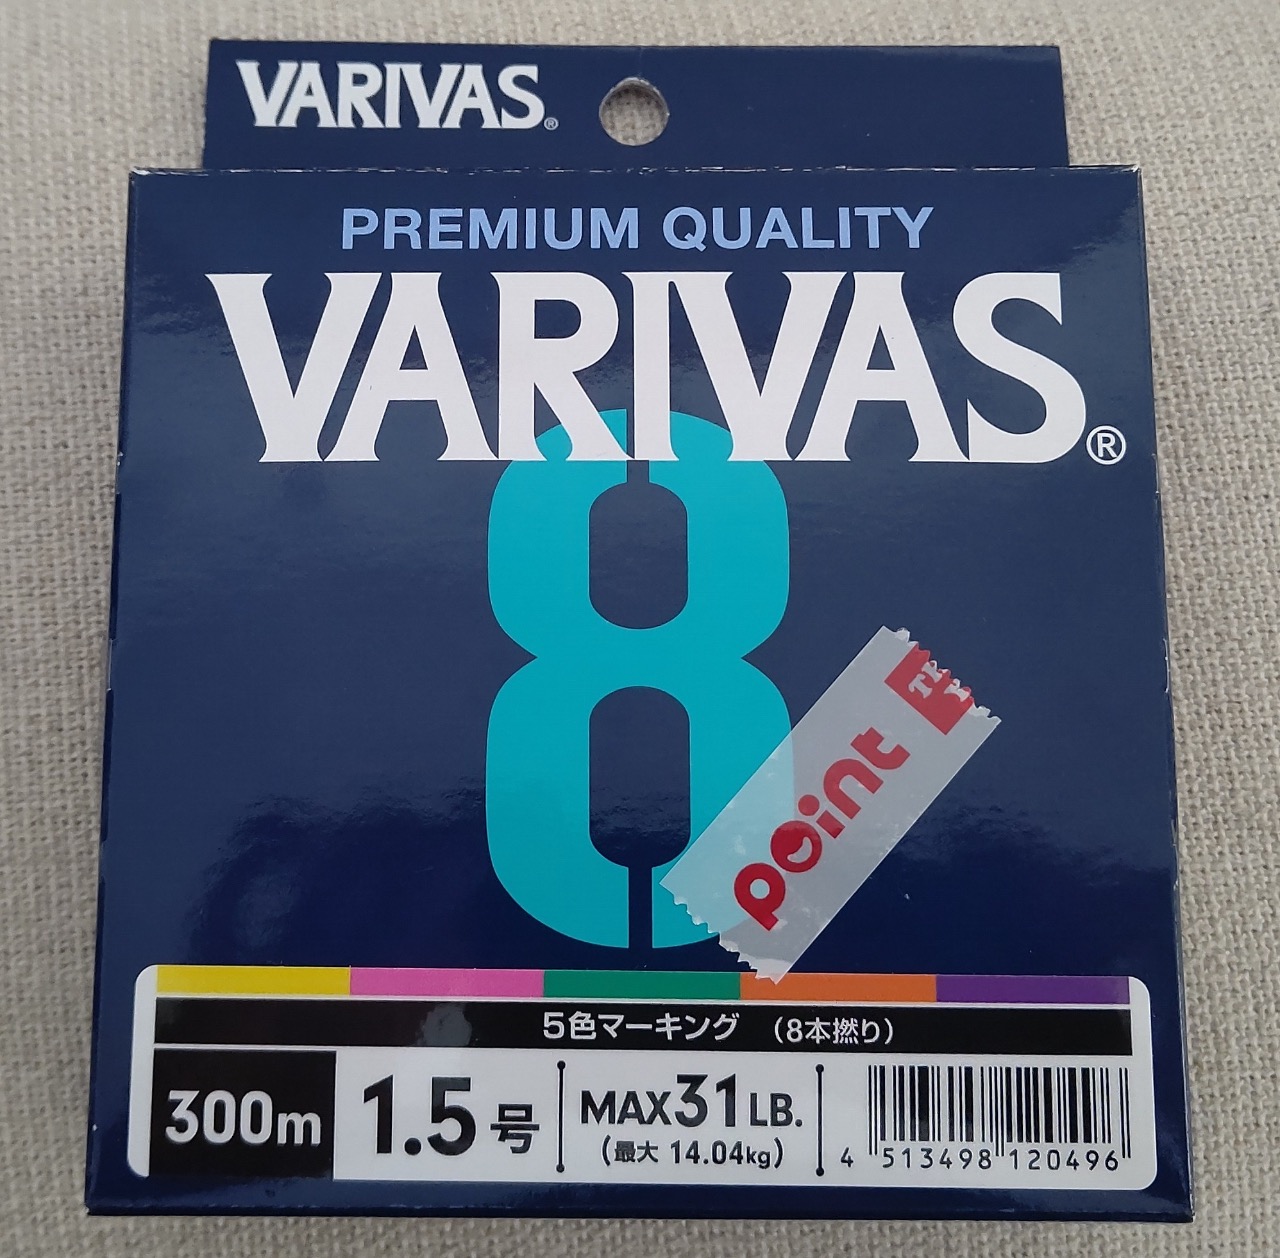 VARIVAS®
PREMIUM QUALITY
VARIVAS®
8
point
5色マーキング (8本撚り)
300m
1.5号
MAX31LB.
(最大 14.04kg)
4 513498 120496